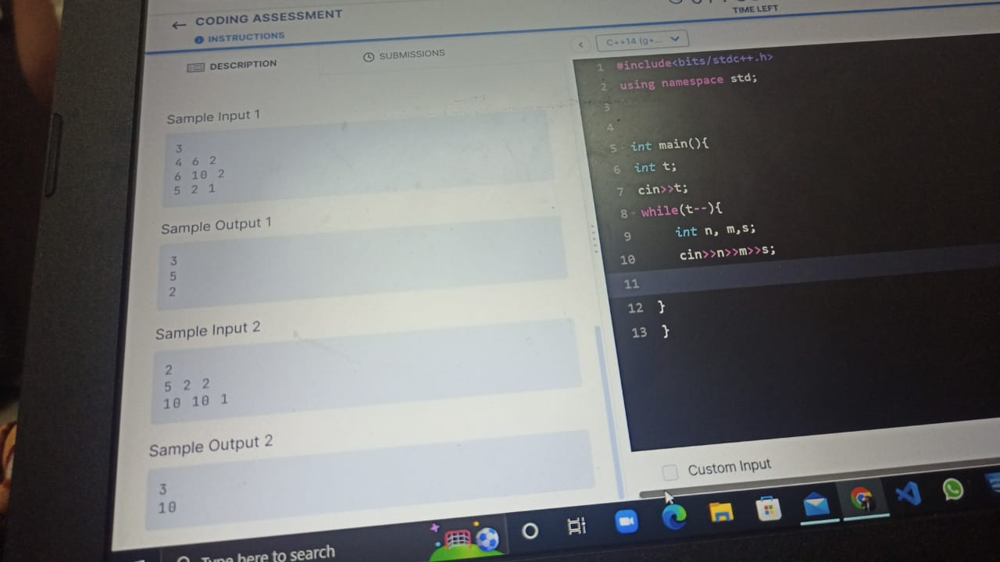 ← CODING ASSESSMENT
INSTRUCTIONS
TIME LEFT
DESCRIPTION
SUBMISSIONS
C++14 (g+...
Sample Input 1
3
4 6 2
6 10 2
5 2 1
Sample Output 1
3
5
2
Sample Input 2
2
5 2 2
10 10 1
Sample Output 2
3
10
1 #include<bits/stdc++.h>
2 using namespace std;
3
4
5 int main(){
6 int t;
7 cin>>t;
8 while(t--){
9 int n, m,s;
10 cin>>n>>m>>s;
11
12 }
13 }
Custom Input
Type here to search